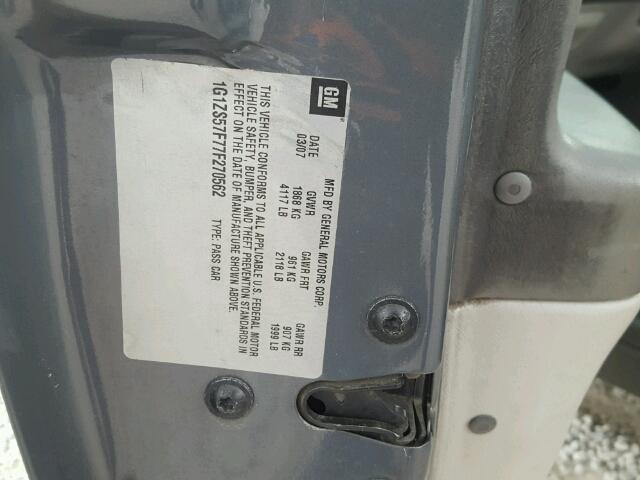 GM
MFD BY GENERAL MOTORS CORP.
DATE GVWR GAWR FRT GAWR RR
03/07 1868 KG 961 KG 907 KG
4117 LB 2118 LB 1999 LB
THIS VEHICLE CONFORMS TO ALL APPLICABLE U.S. FEDERAL MOTOR
VEHICLE SAFETY, BUMPER, AND THEFT PREVENTION STANDARDS IN
EFFECT ON THE DATE OF MANUFACTURE SHOWN ABOVE.
1G1ZS57F77F270562 TYPE: PASS CAR